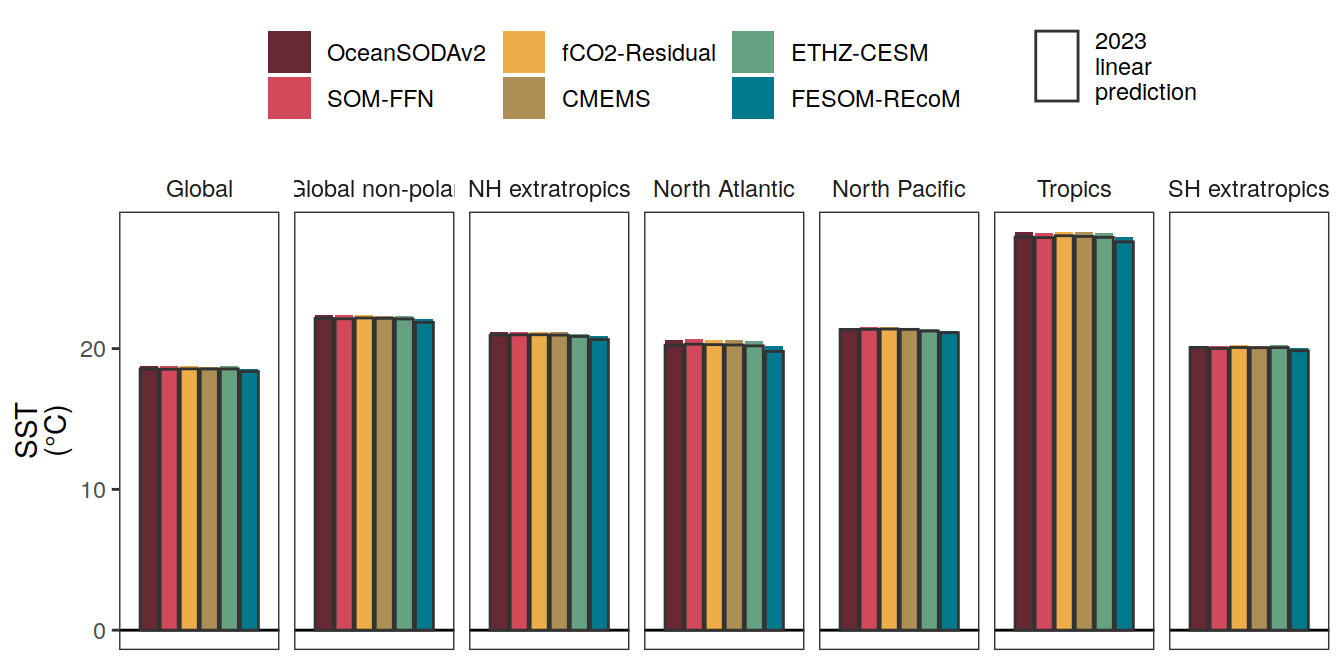 OceanSODAv2
fCO2-Residual
ETHZ-CESM
SOM-FFN
CMEMS
FESOM-REcoM
2023
linear
prediction
Global
Global non-polar
NH extratropics
North Atlantic
North Pacific
Tropics
SH extratropics
SST
(°C)
20
10
0